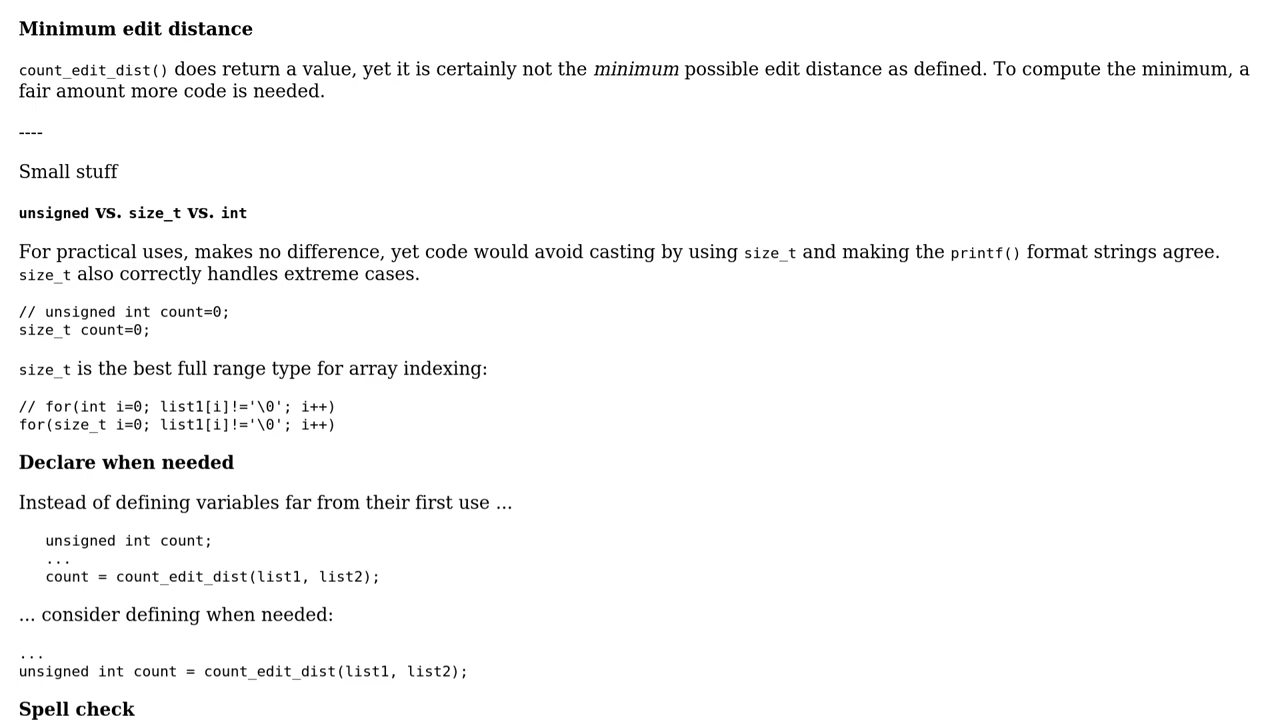 Minimum edit distance
count_edit_dist() does return a value, yet it is certainly not the minimum possible edit distance as defined. To compute the minimum, a
fair amount more code is needed.
----
Small stuff
unsigned vs. size_t vs. int
For practical uses, makes no difference, yet code would avoid casting by using size_t and making the printf() format strings agree.
size_t also correctly handles extreme cases.
// unsigned int count=0;
size_t count=0;
size_t is the best full range type for array indexing:
// for(int i=0; list1[i]!='\0'; i++)
for(size_t i=0; list1[i]!='\0'; i++)
Declare when needed
Instead of defining variables far from their first use ...
unsigned int count;
...
count = count_edit_dist(list1, list2);
... consider defining when needed:
...
unsigned int count = count_edit_dist(list1, list2);
Spell check